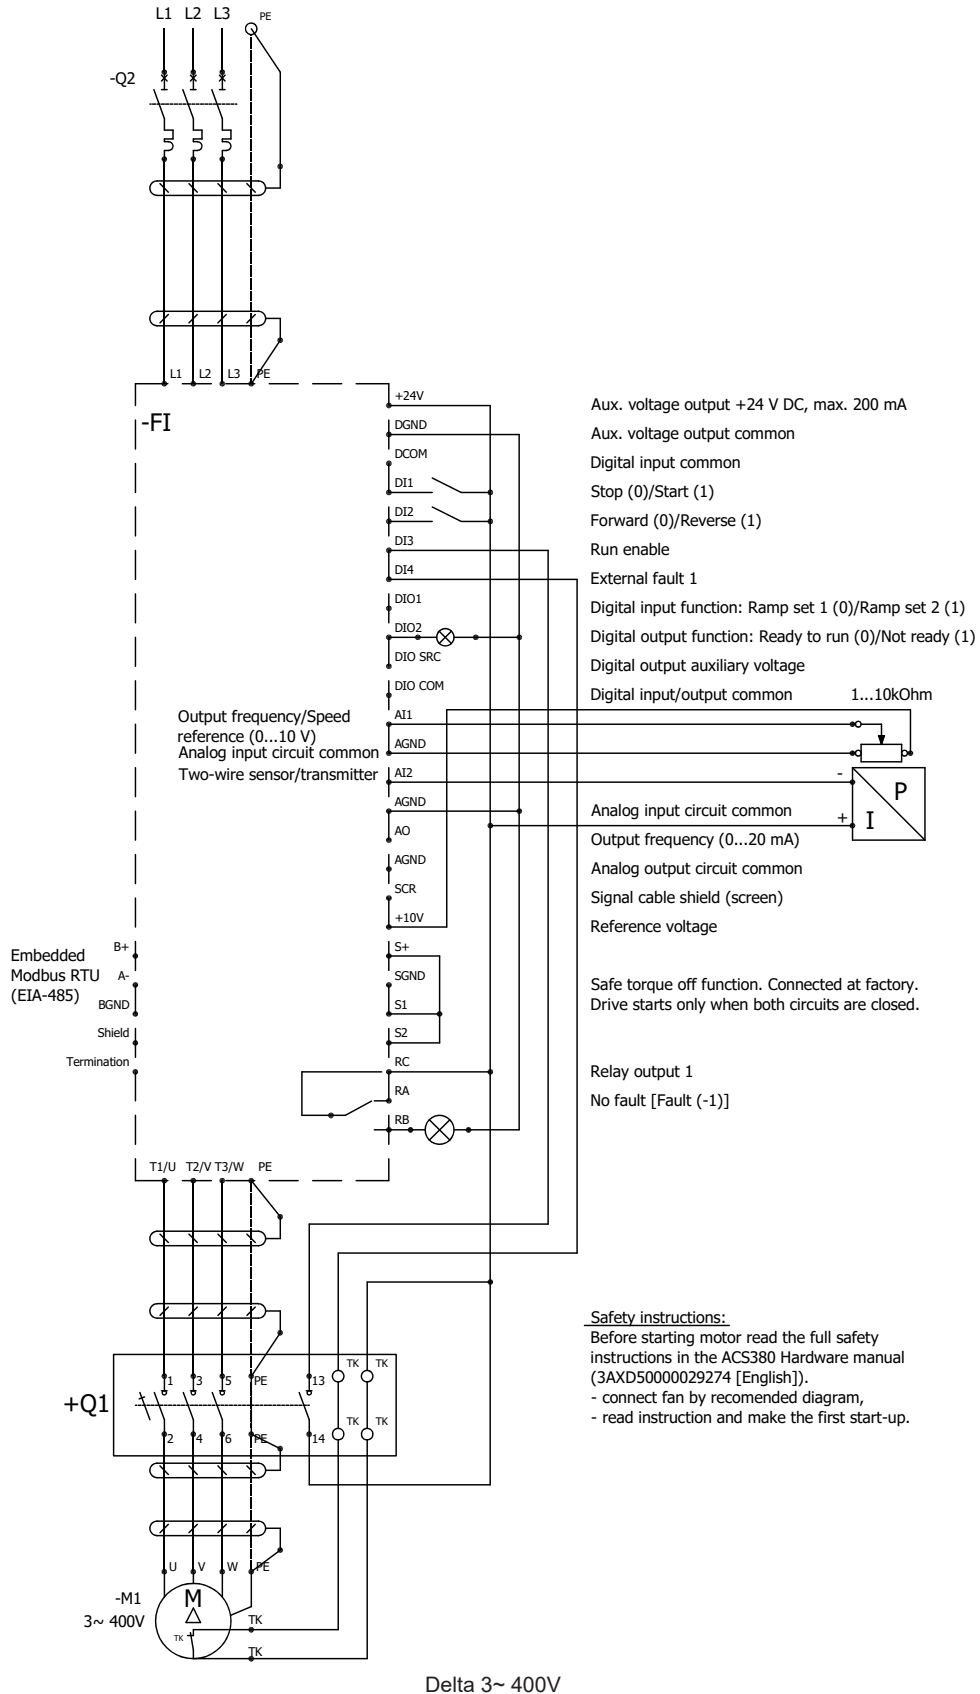 L1 L2 L3 PE
-Q2
L1 L2 L3 PE
-FI
+24V
Aux. voltage output +24 V DC, max. 200 mA
DGND
Aux. voltage output common
DCOM
Digital input common
DI1
Stop (0)/Start (1)
DI2
Forward (0)/Reverse (1)
DI3
Run enable
DI4
External fault 1
DIO1
Digital input function: Ramp set 1 (0)/Ramp set 2 (1)
DIO2
Digital output function: Ready to run (0)/Not ready (1)
DIO SRC
Digital output auxiliary voltage
DIO COM
Digital input/output common
1...10kOhm
Output frequency/Speed
reference (0...10 V)
AI1
Analog input circuit common
AGND
Two-wire sensor/transmitter
AI2
-
P
I
+
AGND
Analog input circuit common
AO
Output frequency (0...20 mA)
AGND
Analog output circuit common
SCR
Signal cable shield (screen)
+10V
Reference voltage
Embedded
Modbus RTU
(EIA-485)
B+
A-
BGND
Shield
Termination
S+
SGND
S1
S2
Safe torque off function. Connected at factory.
Drive starts only when both circuits are closed.
RC
Relay output 1
RA
No fault [Fault (-1)]
RB
T1/U T2/V T3/W PE
Safety instructions:
Before starting motor read the full safety
instructions in the ACS380 Hardware manual
(3AXD50000029274 [English]).
- connect fan by recomended diagram,
- read instruction and make the first start-up.
TK TK
1 3 5 PE 13
+Q1
TK TK
2 4 6 PE 14
U V W PE
-M1
3~ 400V
M
TK
TK
TK
Delta 3~ 400V